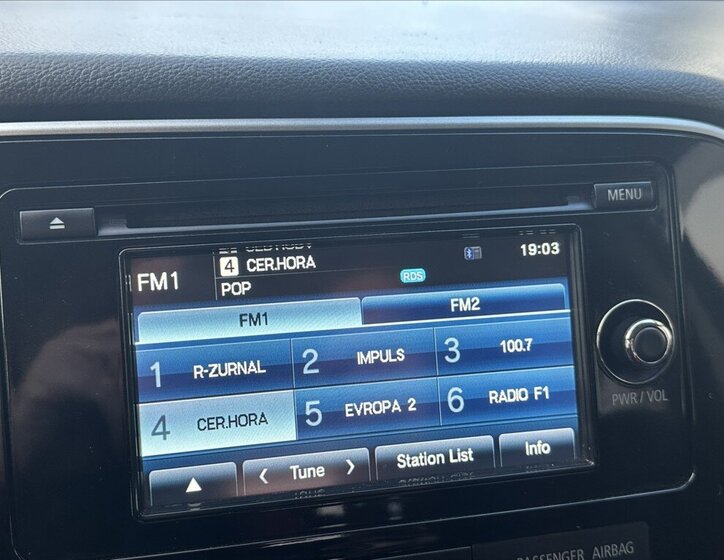 MENU
19:03
4 CER.HORA
FM1
RDS
POP
FM1
FM2
1 R-ZURNAL
2 IMPULS
3 100.7
4 CER.HORA
5 EVROPA 2
6 RADIO F1
PWR / VOL
Tune
Station List
Info
PASSENGER AIRBAG